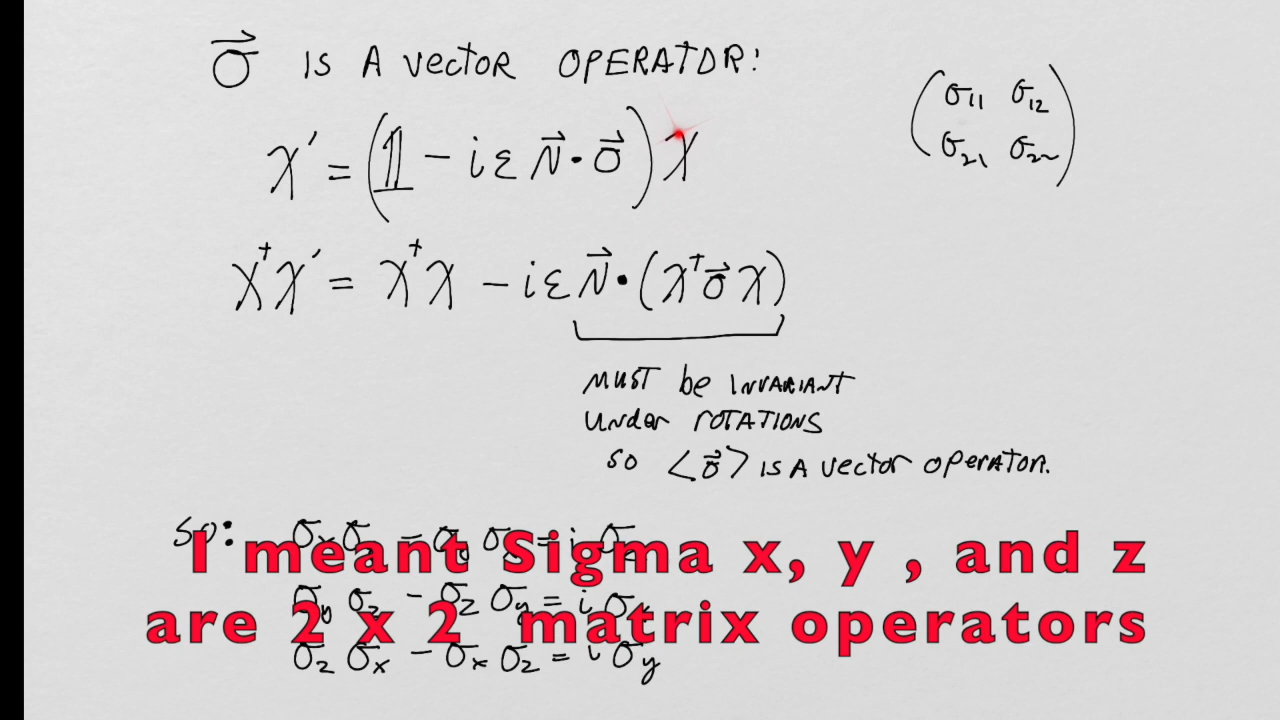 σ⃗ IS A vector OPERATOR:
χ′ = (𝟙 − iε N⃗ · σ⃗) χ
χ†χ′ = χ†χ − iε N⃗ · (χ†σ⃗χ)
(σ11 σ12
σ21 σ22)
MUST be INVARIANT
Under rOTATIONS
so <σ⃗> IS A vector operator.
so:
I meant Sigma x, y , and z
are 2 x 2 matrix operators
σz σx − σx σz = i σy